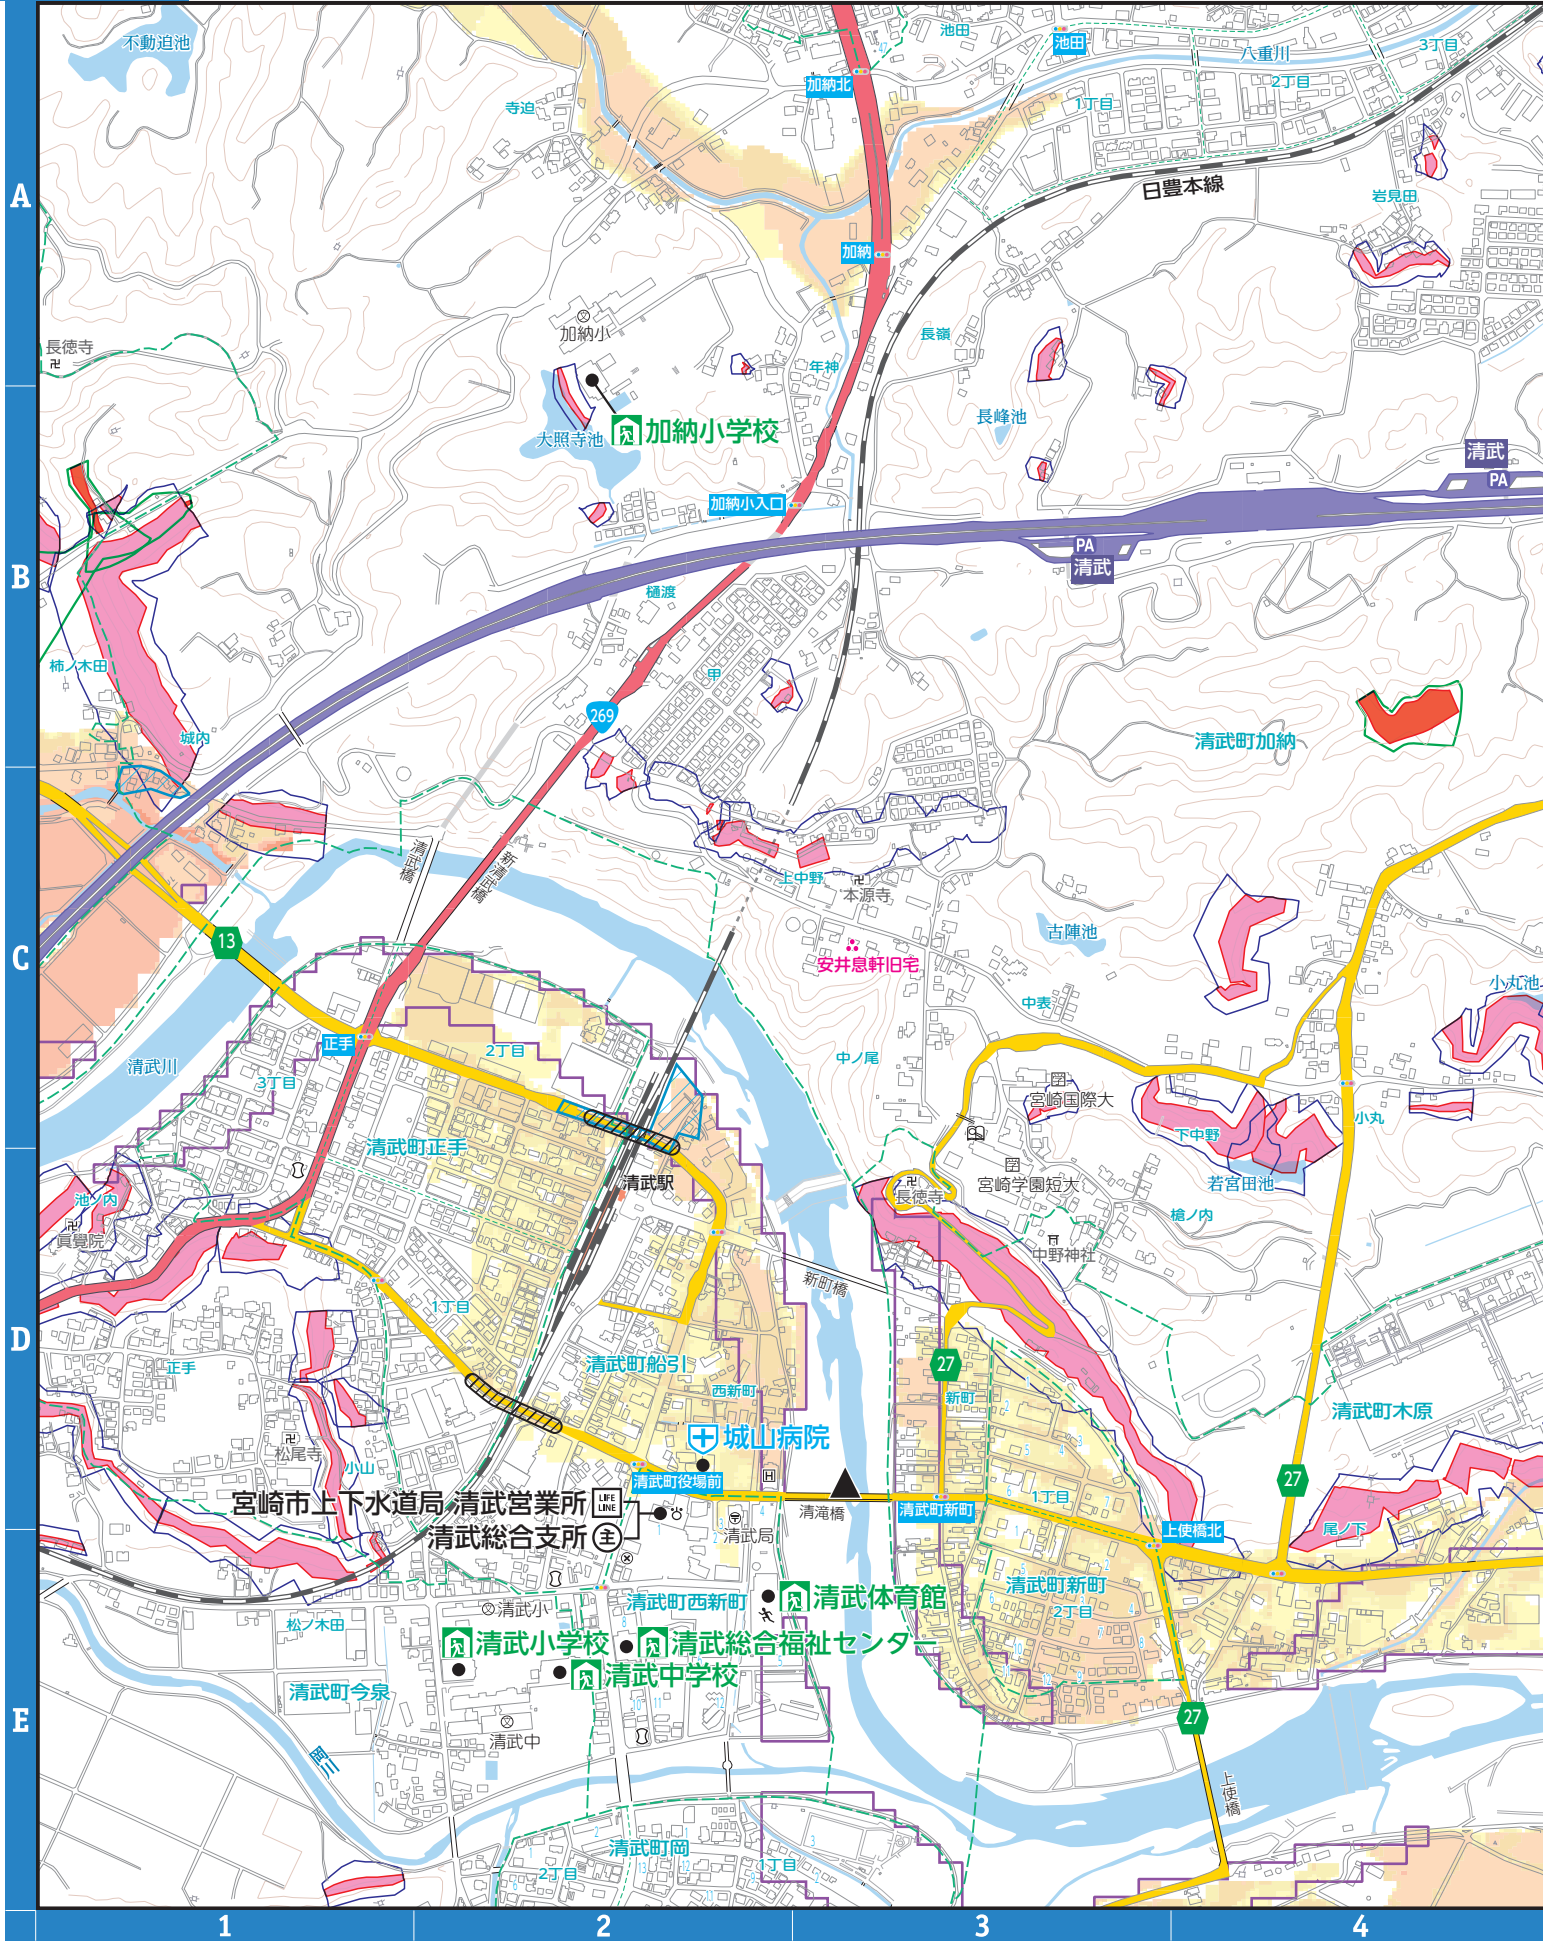 不動迫池
寺迫
加納北
池田
池田
八重川
3丁目
2丁目
1丁目
47
A
日豊本線
岩見田
加納
加納小
長徳寺
年神
長嶺
長峰池
大照寺池
加納小学校
清武
PA
加納小入口
PA
清武
B
樋渡
柿ノ木田
甲
城内
269
清武町加納
清武橋
新清武橋
上中野
本源寺
古陣池
安井息軒旧宅
13
C
小丸池
中表
正手
2丁目
中ノ尾
清武川
3丁目
宮崎国際大
小丸
下中野
清武町正手
清武駅
池ノ内
長徳寺
宮崎学園短大
若宮田池
眞覺院
槍ノ内
中野神社
新町橋
1丁目
D
正手
清武町船引
27
西新町
新町
清武町木原
城山病院
松尾寺
小山
清武町役場前
H
27
宮崎市上下水道局 清武営業所
LIFE
LINE
清武町新町
1丁目
清滝橋
清武総合支所
主
清武局
上使橋北
尾ノ下
清武町西新町
清武体育館
清武町新町
2丁目
清武小
松ノ木田
清武小学校
清武総合福祉センター
清武中学校
清武町今泉
E
27
清武中
岡川
上使橋
清武町岡
2丁目
1丁目
1
2
3
4